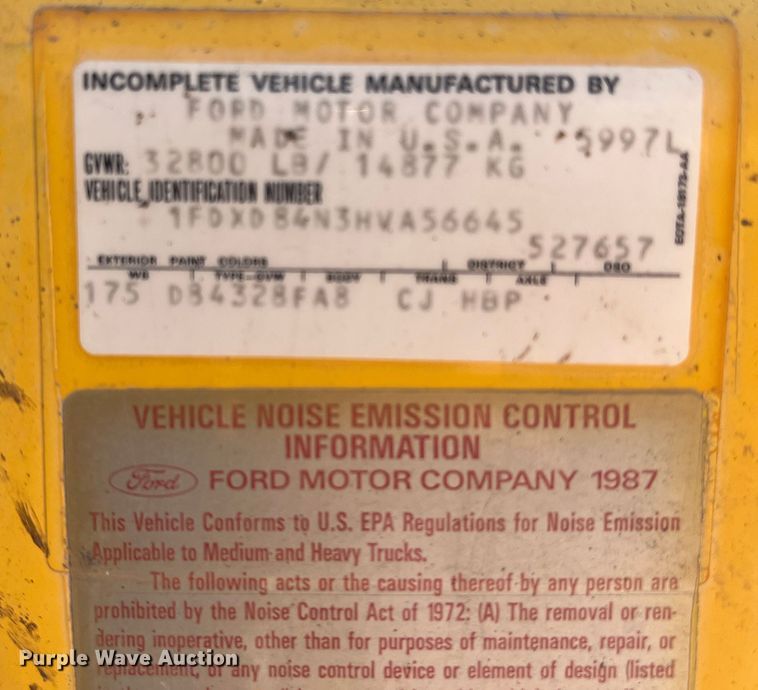 INCOMPLETE VEHICLE MANUFACTURED BY
FORD MOTOR COMPANY
MADE IN U.S.A. 5997L
GVWR: 32800 LB/ 14877 KG
VEHICLE IDENTIFICATION NUMBER
1FDXD84N3HVA56645
527657
EXTERIOR PAINT COLORS DISTRICT DSO
WB TYPE-GVW BODY TRANS AXLE
175 D84328FA8 CJ HBP
VEHICLE NOISE EMISSION CONTROL
INFORMATION
Ford FORD MOTOR COMPANY 1987
This Vehicle Conforms to U.S. EPA Regulations for Noise Emission
Applicable to Medium and Heavy Trucks.
The following acts or the causing thereof by any person are
prohibited by the Noise Control Act of 1972: (A) The removal or ren-
dering inoperative, other than for purposes of maintenance, repair, or
replacement, of any noise control device or element of design (listed
Purple Wave Auction